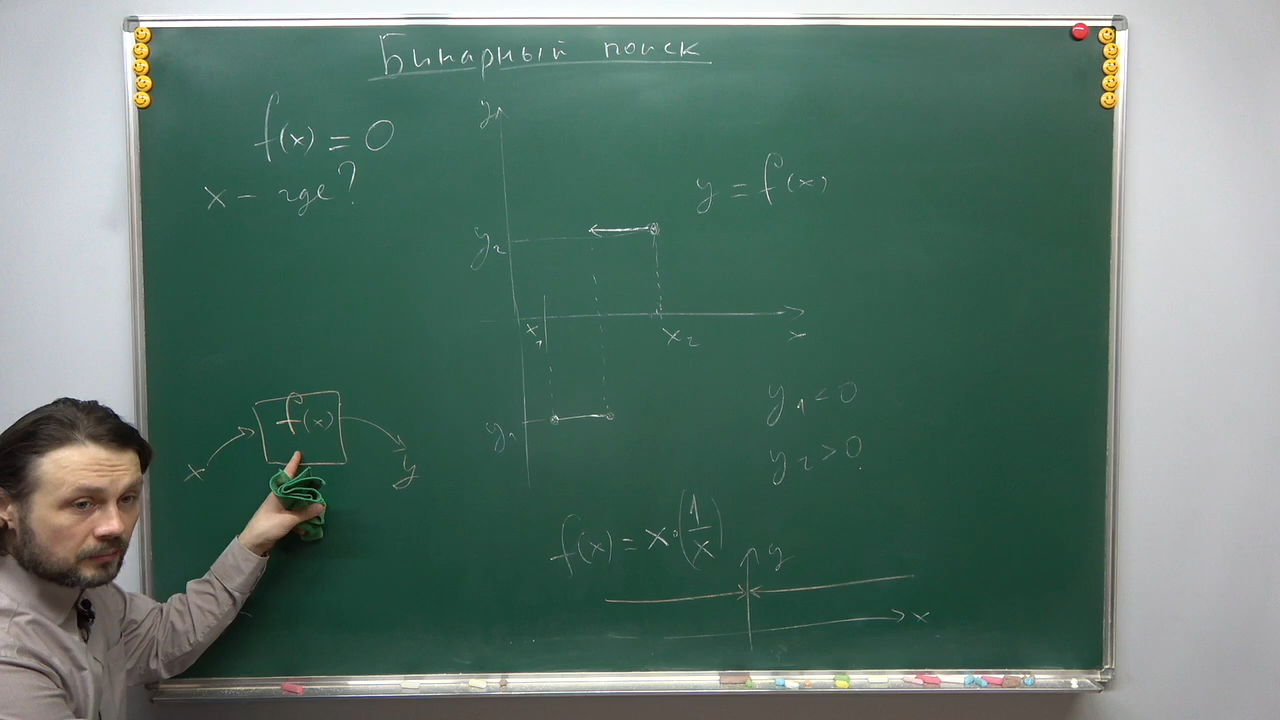 Бинарный поиск
f(x) = 0
x – где?
y
y = f(x)
y₂
x₁
x₂
x
y₁
y₁ < 0
y₂ > 0
f(x)
x
y
f(x) = x·(1/x)
y
x